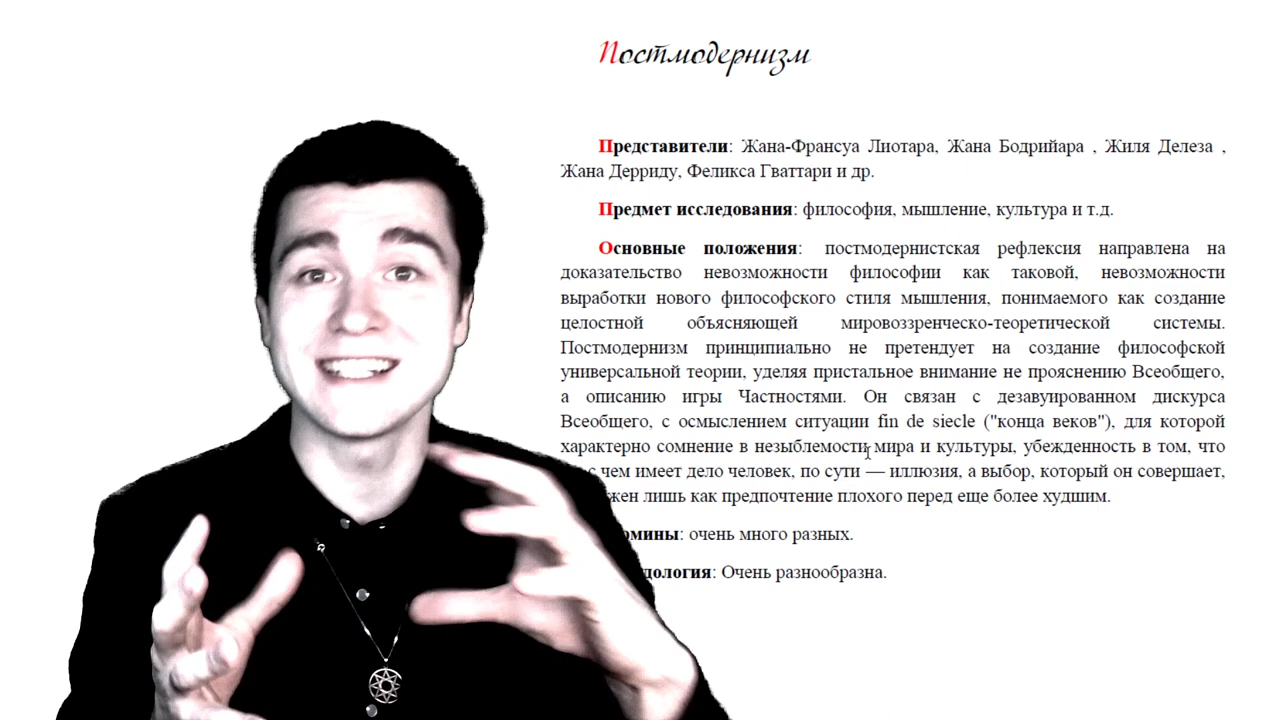 Постмодернизм
Представители: Жана-Франсуа Лиотара, Жана Бодрийара , Жиля Делеза ,
Жана Дерриду, Феликса Гваттари и др.
Предмет исследования: философия, мышление, культура и т.д.
Основные положения: постмодернистская рефлексия направлена на
доказательство невозможности философии как таковой, невозможности
выработки нового философского стиля мышления, понимаемого как создание
целостной объясняющей мировоззренческо-теоретической системы.
Постмодернизм принципиально не претендует на создание философской
универсальной теории, уделяя пристальное внимание не прояснению Всеобщего,
а описанию игры Частностями. Он связан с дезавуированном дискурса
Всеобщего, с осмыслением ситуации fin de siecle ("конца веков"), для которой
характерно сомнение в незыблемости мира и культуры, убежденность в том, что
с чем имеет дело человек, по сути — иллюзия, а выбор, который он совершает,
лишь как предпочтение плохого перед еще более худшим.
: очень много разных.
: Очень разнообразна.